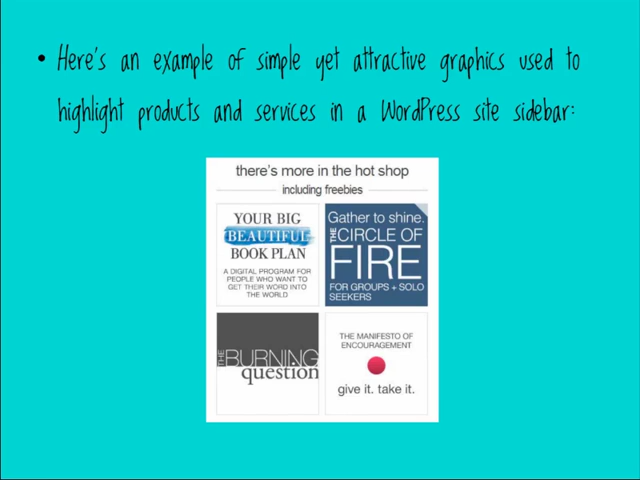 • Here's an example of simple yet attractive graphics used to
highlight products and services in a WordPress site sidebar:
there's more in the hot shop
including freebies
YOUR BIG
BEAUTIFUL
BOOK PLAN
A DIGITAL PROGRAM FOR
PEOPLE WHO WANT TO
GET THEIR WORD INTO
THE WORLD
Gather to shine.
THE CIRCLE OF
FIRE
FOR GROUPS + SOLO
SEEKERS
THE BURNING
question
THE MANIFESTO OF
ENCOURAGEMENT
give it. take it.